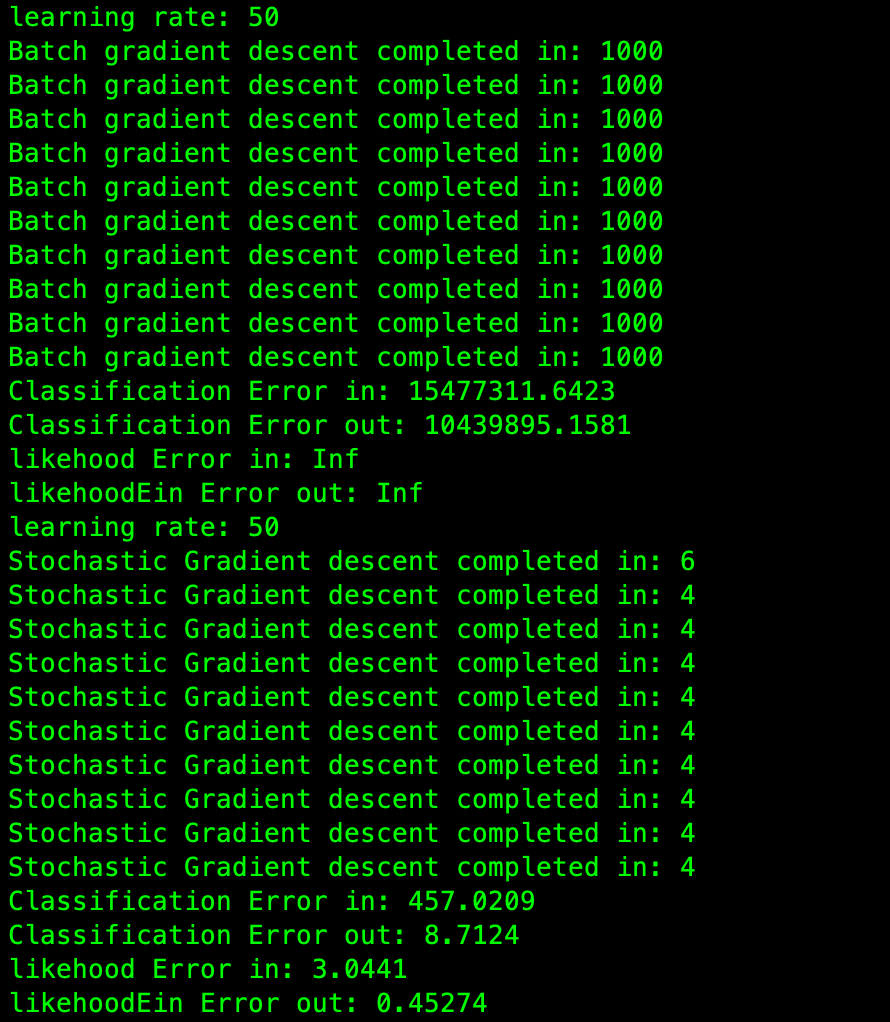 learning rate: 50
Batch gradient descent completed in: 1000
Batch gradient descent completed in: 1000
Batch gradient descent completed in: 1000
Batch gradient descent completed in: 1000
Batch gradient descent completed in: 1000
Batch gradient descent completed in: 1000
Batch gradient descent completed in: 1000
Batch gradient descent completed in: 1000
Batch gradient descent completed in: 1000
Batch gradient descent completed in: 1000
Classification Error in: 15477311.6423
Classification Error out: 10439895.1581
likehood Error in: Inf
likehoodEin Error out: Inf
learning rate: 50
Stochastic Gradient descent completed in: 6
Stochastic Gradient descent completed in: 4
Stochastic Gradient descent completed in: 4
Stochastic Gradient descent completed in: 4
Stochastic Gradient descent completed in: 4
Stochastic Gradient descent completed in: 4
Stochastic Gradient descent completed in: 4
Stochastic Gradient descent completed in: 4
Stochastic Gradient descent completed in: 4
Stochastic Gradient descent completed in: 4
Classification Error in: 457.0209
Classification Error out: 8.7124
likehood Error in: 3.0441
likehoodEin Error out: 0.45274